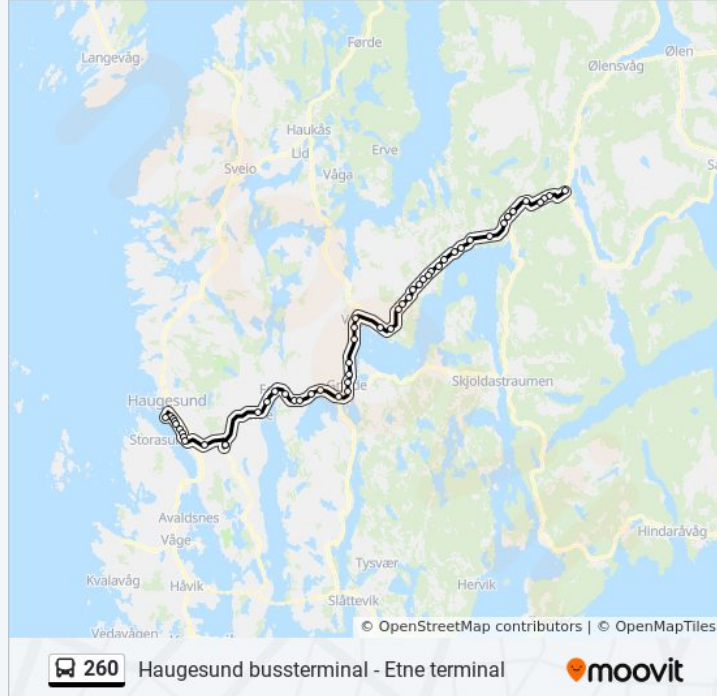 Førde
Langevåg
Ølen
Ølensvåg
Haukås
Lid
Erve
Sveio
Våga
Skjoldastraumen
Haugesund
Avaldsnes
Våge
Hindaråvåg
Tysvær
Kvalavåg
Håvik
Hervik
Slåttevik
Vedavågen
© OpenStreetMap contributors | © OpenMapTiles
260 Haugesund bussterminal - Etne terminal
moovit